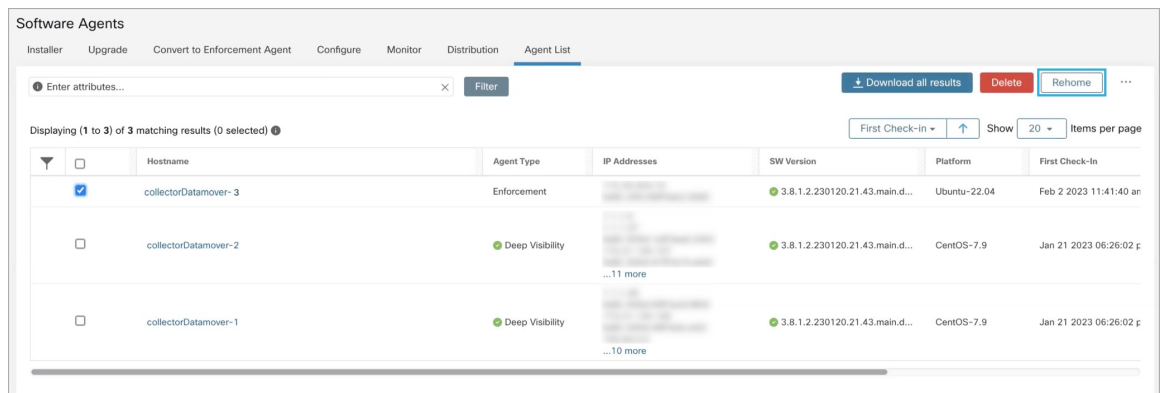 Software Agents
Installer Upgrade Convert to Enforcement Agent Configure Monitor Distribution Agent List
Enter attributes... Filter Download all results Delete Rehome ...
Displaying (1 to 3) of 3 matching results (0 selected) First Check-in Show 20 Items per page
Hostname Agent Type IP Addresses SW Version Platform First Check-In
collectorDatamover- 3 Enforcement 3.8.1.2.230120.21.43.main.d... Ubuntu-22.04 Feb 2 2023 11:41:40 am
collectorDatamover-2 Deep Visibility 3.8.1.2.230120.21.43.main.d... CentOS-7.9 Jan 21 2023 06:26:02 p
...11 more
collectorDatamover-1 Deep Visibility 3.8.1.2.230120.21.43.main.d... CentOS-7.9 Jan 21 2023 06:26:02 p
...10 more